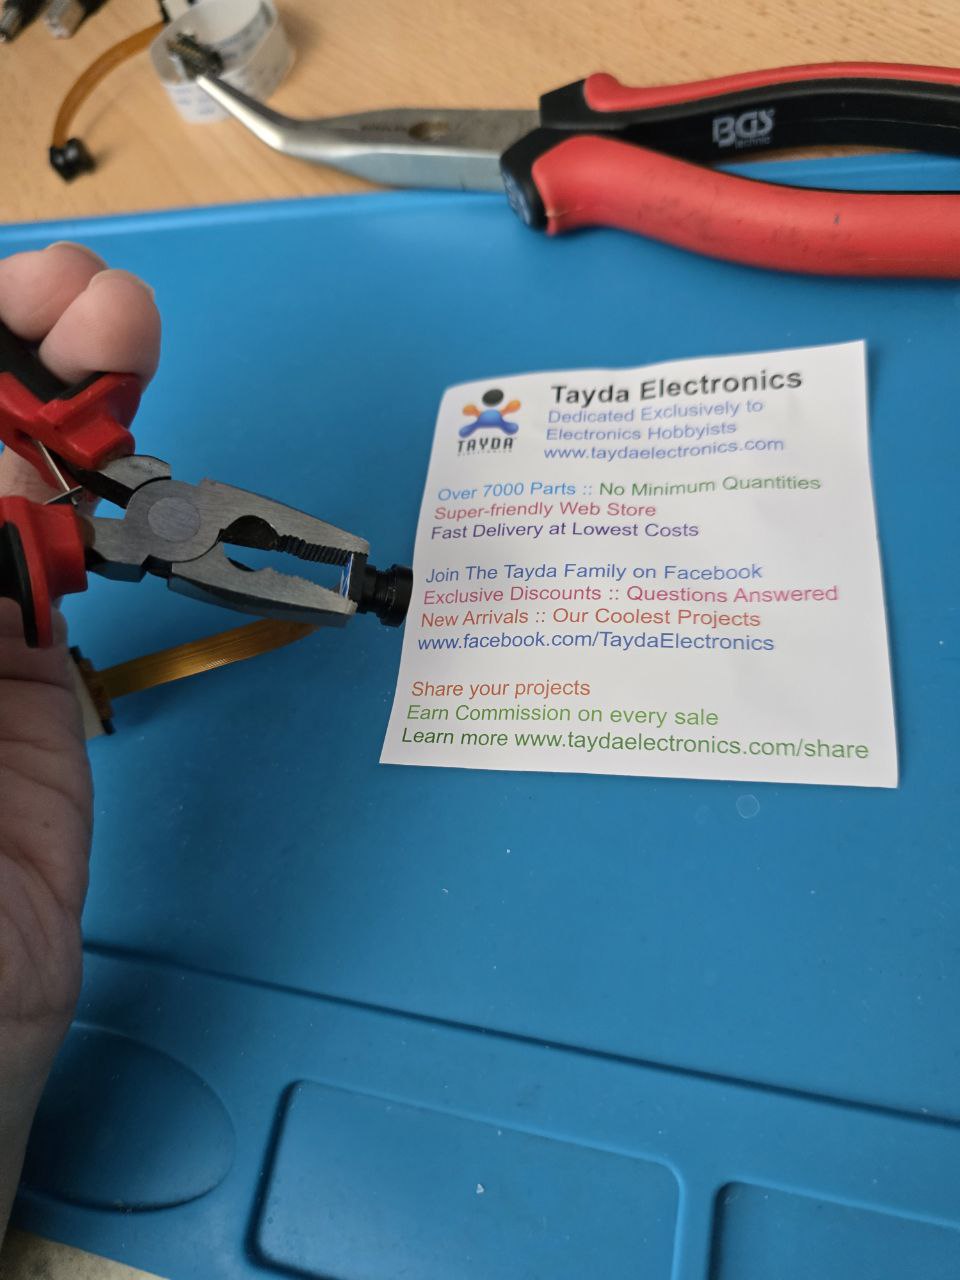 BGS
technic
TAYDA
ELECTRONICS
Tayda Electronics
Dedicated Exclusively to
Electronics Hobbyists
www.taydaelectronics.com
Over 7000 Parts :: No Minimum Quantities
Super-friendly Web Store
Fast Delivery at Lowest Costs
Join The Tayda Family on Facebook
Exclusive Discounts :: Questions Answered
New Arrivals :: Our Coolest Projects
www.facebook.com/TaydaElectronics
Share your projects
Earn Commission on every sale
Learn more www.taydaelectronics.com/share